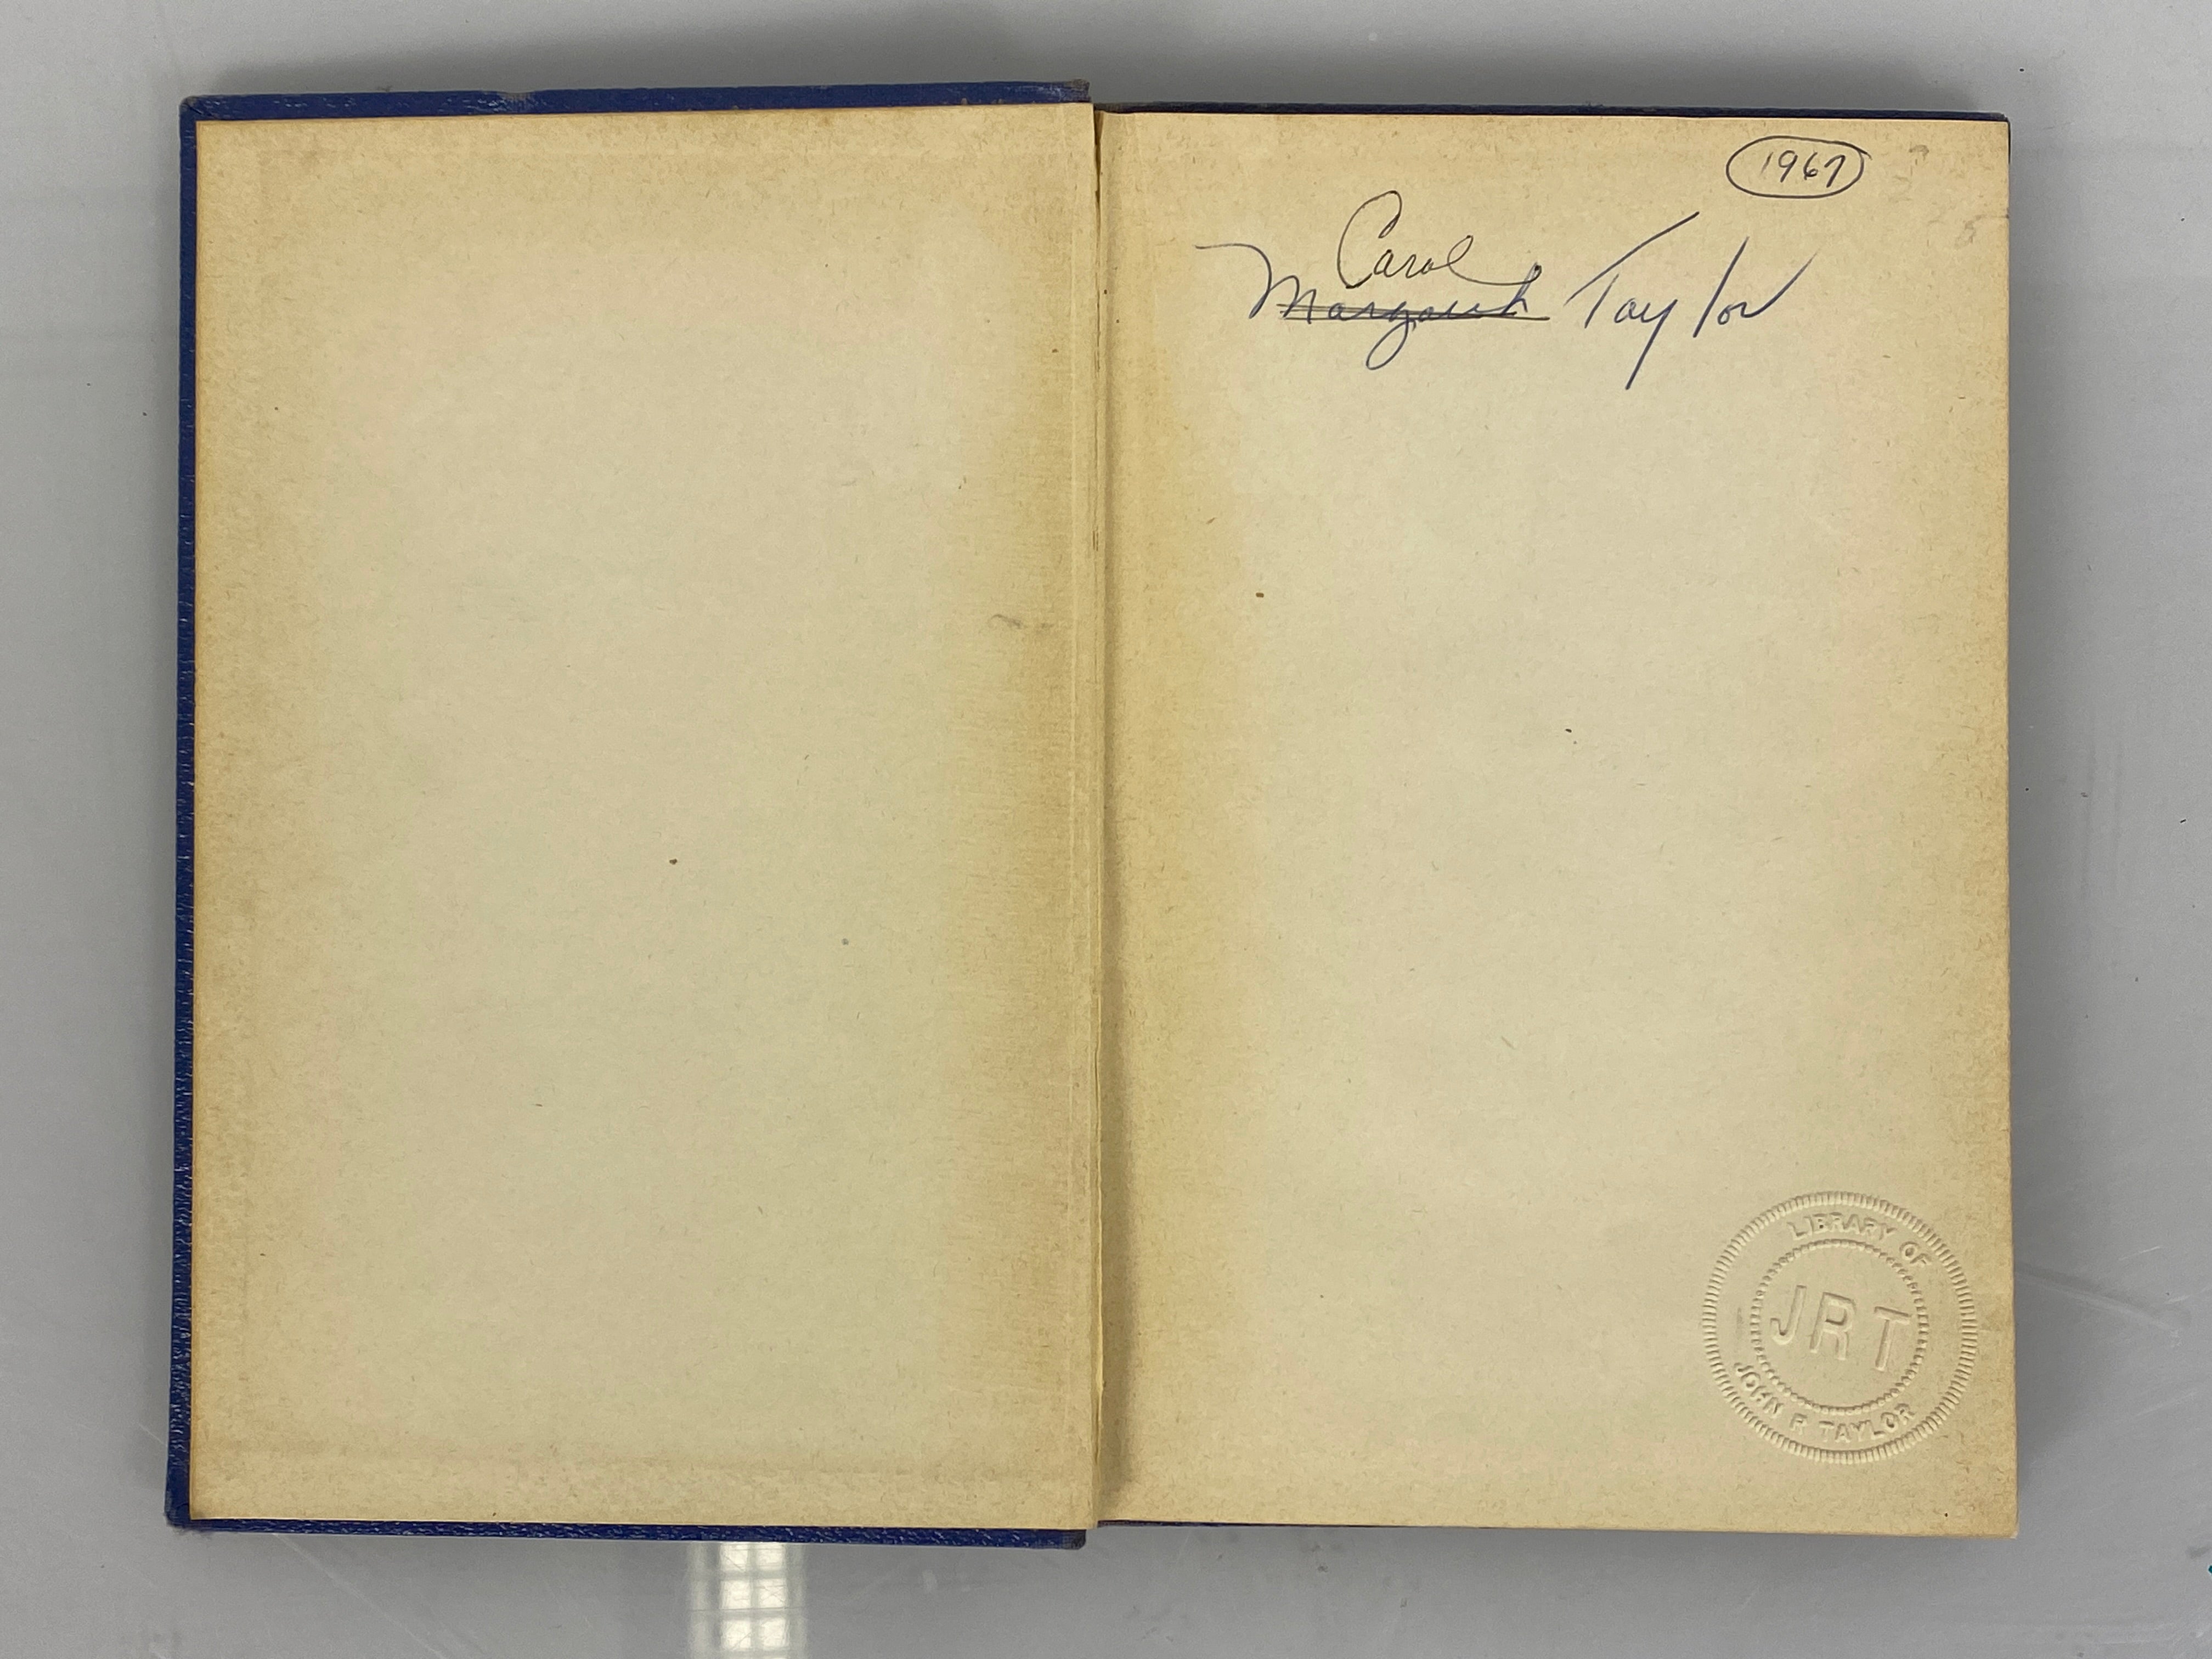 1967
Carol
Margaret Taylor
LIBRARY OF
JRT
JOHN R TAYLOR